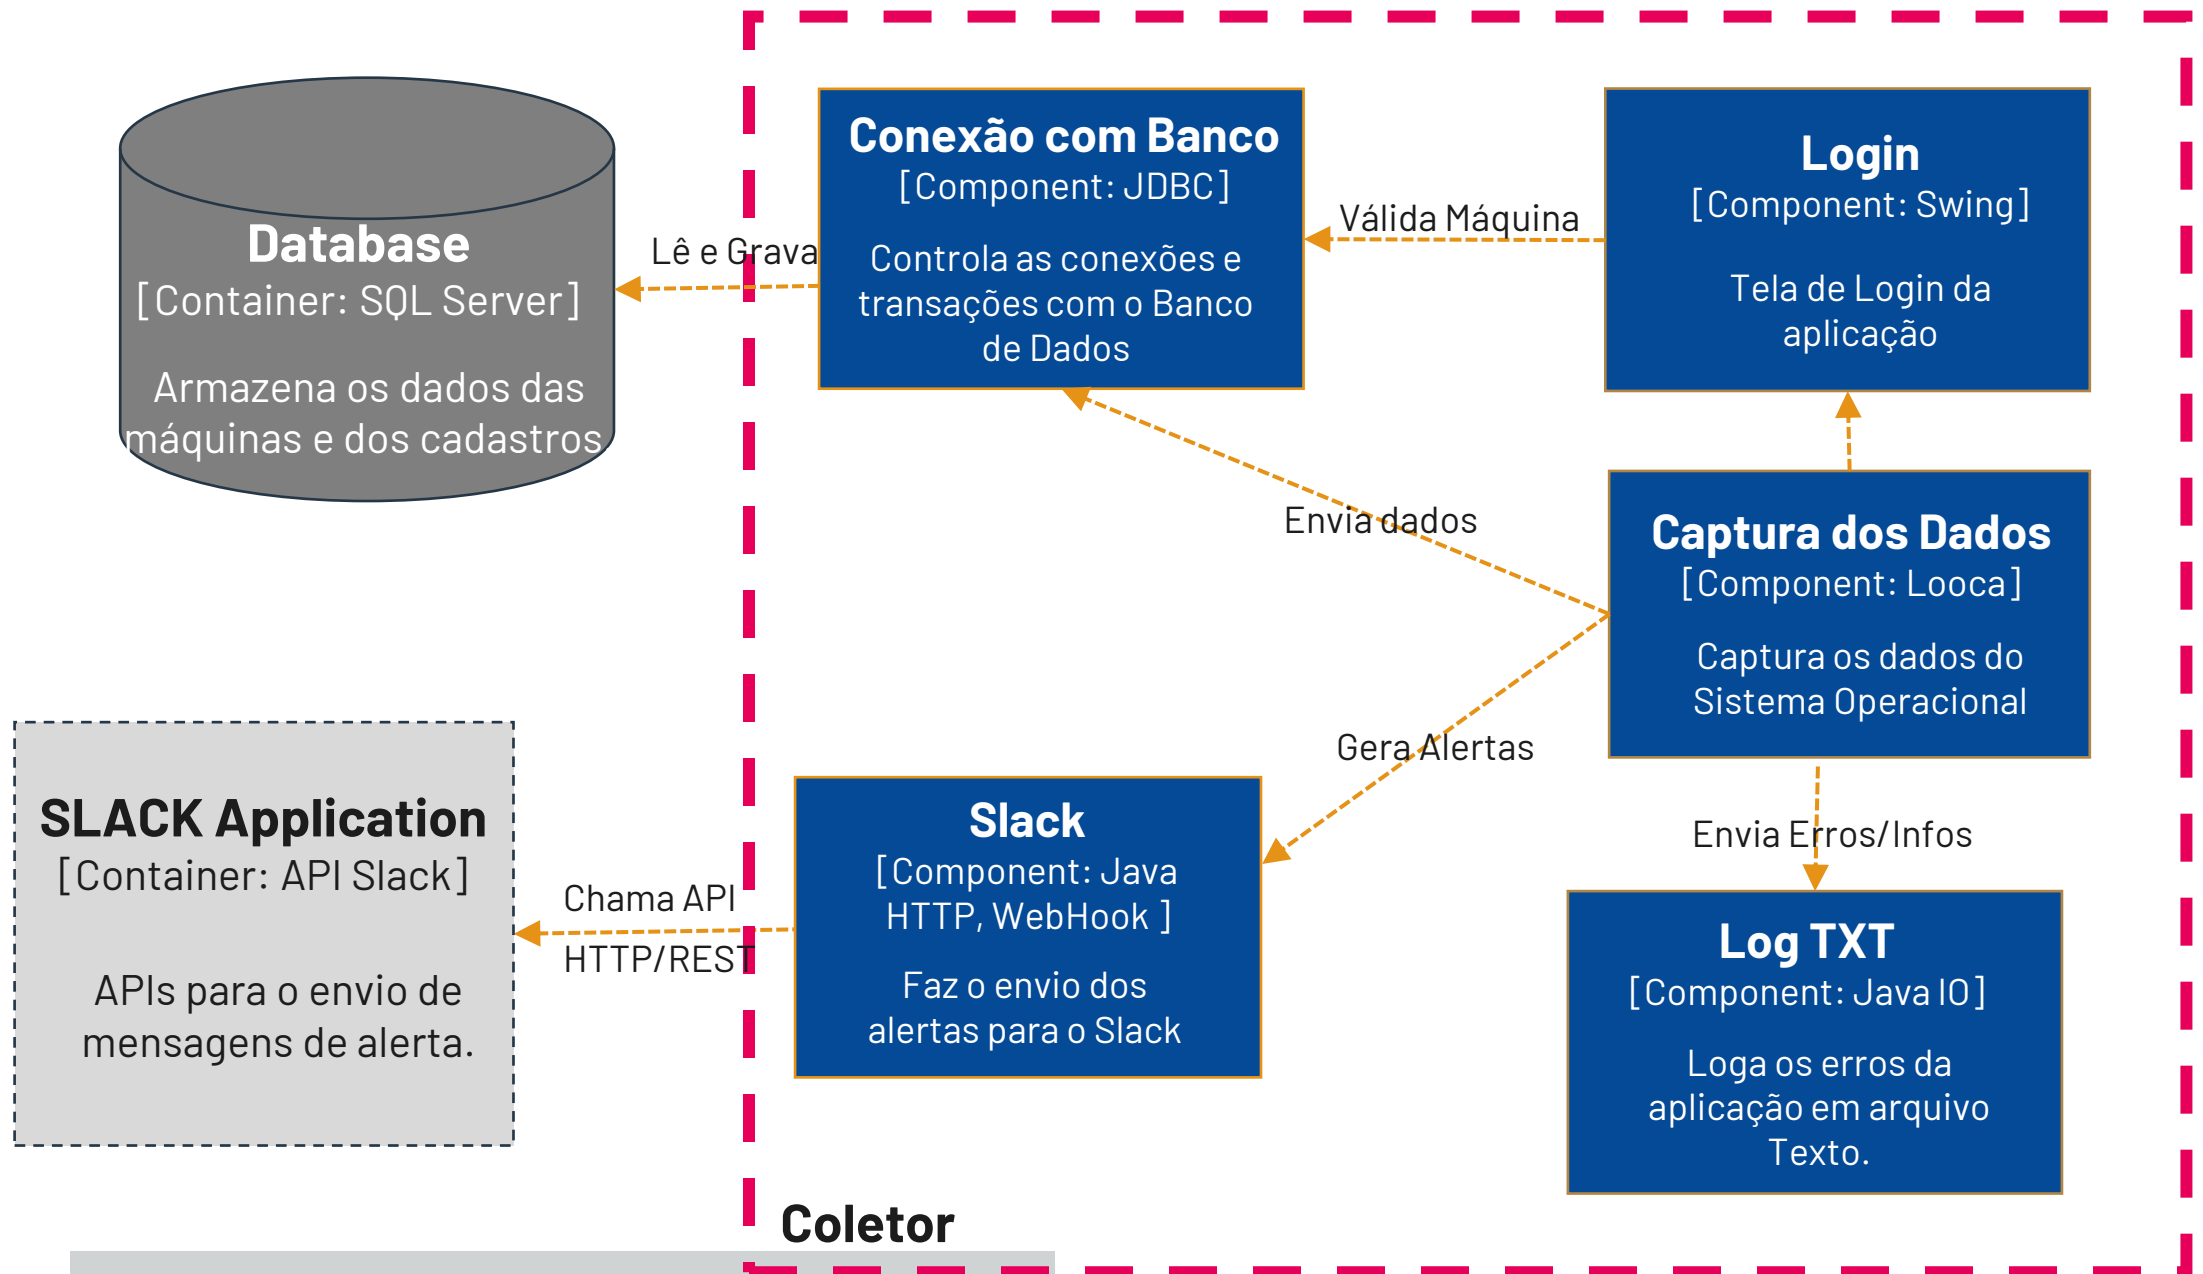 Database
[Container: SQL Server]
Armazena os dados das
máquinas e dos cadastros
Lê e Grava
Conexão com Banco
[Component: JDBC]
Controla as conexões e
transações com o Banco
de Dados
Válida Máquina
Login
[Component: Swing]
Tela de Login da
aplicação
Envia dados
Captura dos Dados
[Component: Looca]
Captura os dados do
Sistema Operacional
Gera Alertas
Envia Erros/Infos
SLACK Application
[Container: API Slack]
APIs para o envio de
mensagens de alerta.
Chama API
HTTP/REST
Slack
[Component: Java
HTTP, WebHook ]
Faz o envio dos
alertas para o Slack
Log TXT
[Component: Java IO]
Loga os erros da
aplicação em arquivo
Texto.
Coletor